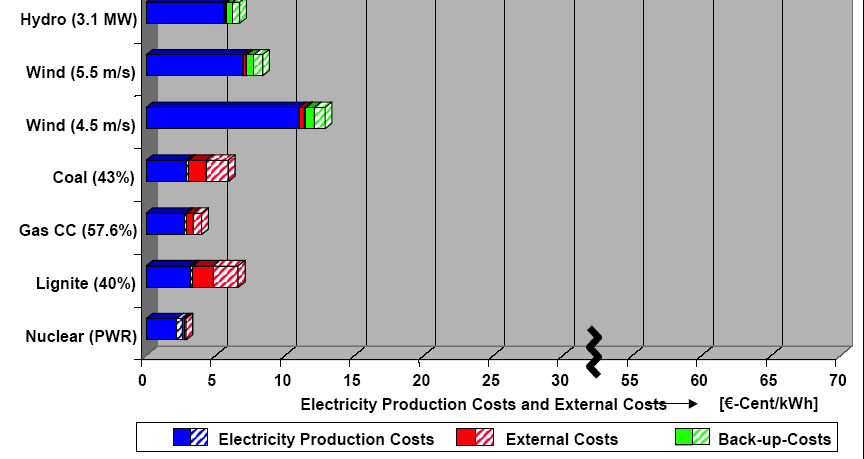 Hydro (3.1 MW)
Wind (5.5 m/s)
Wind (4.5 m/s)
Coal (43%)
Gas CC (57.6%)
Lignite (40%)
Nuclear (PWR)
0 5 10 15 20 25 30 55 60 65 70
Electricity Production Costs and External Costs [€-Cent/kWh]
Electricity Production Costs External Costs Back-up-Costs